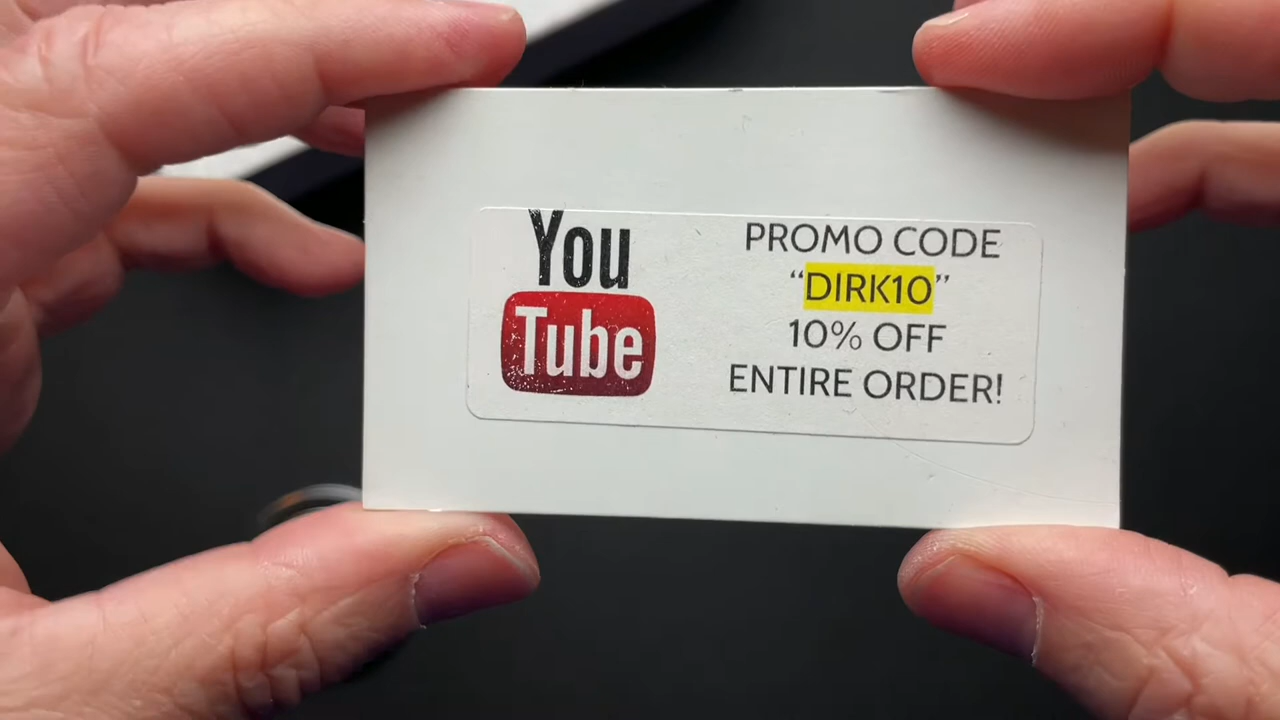 You
Tube
PROMO CODE
“DIRK10”
10% OFF
ENTIRE ORDER!